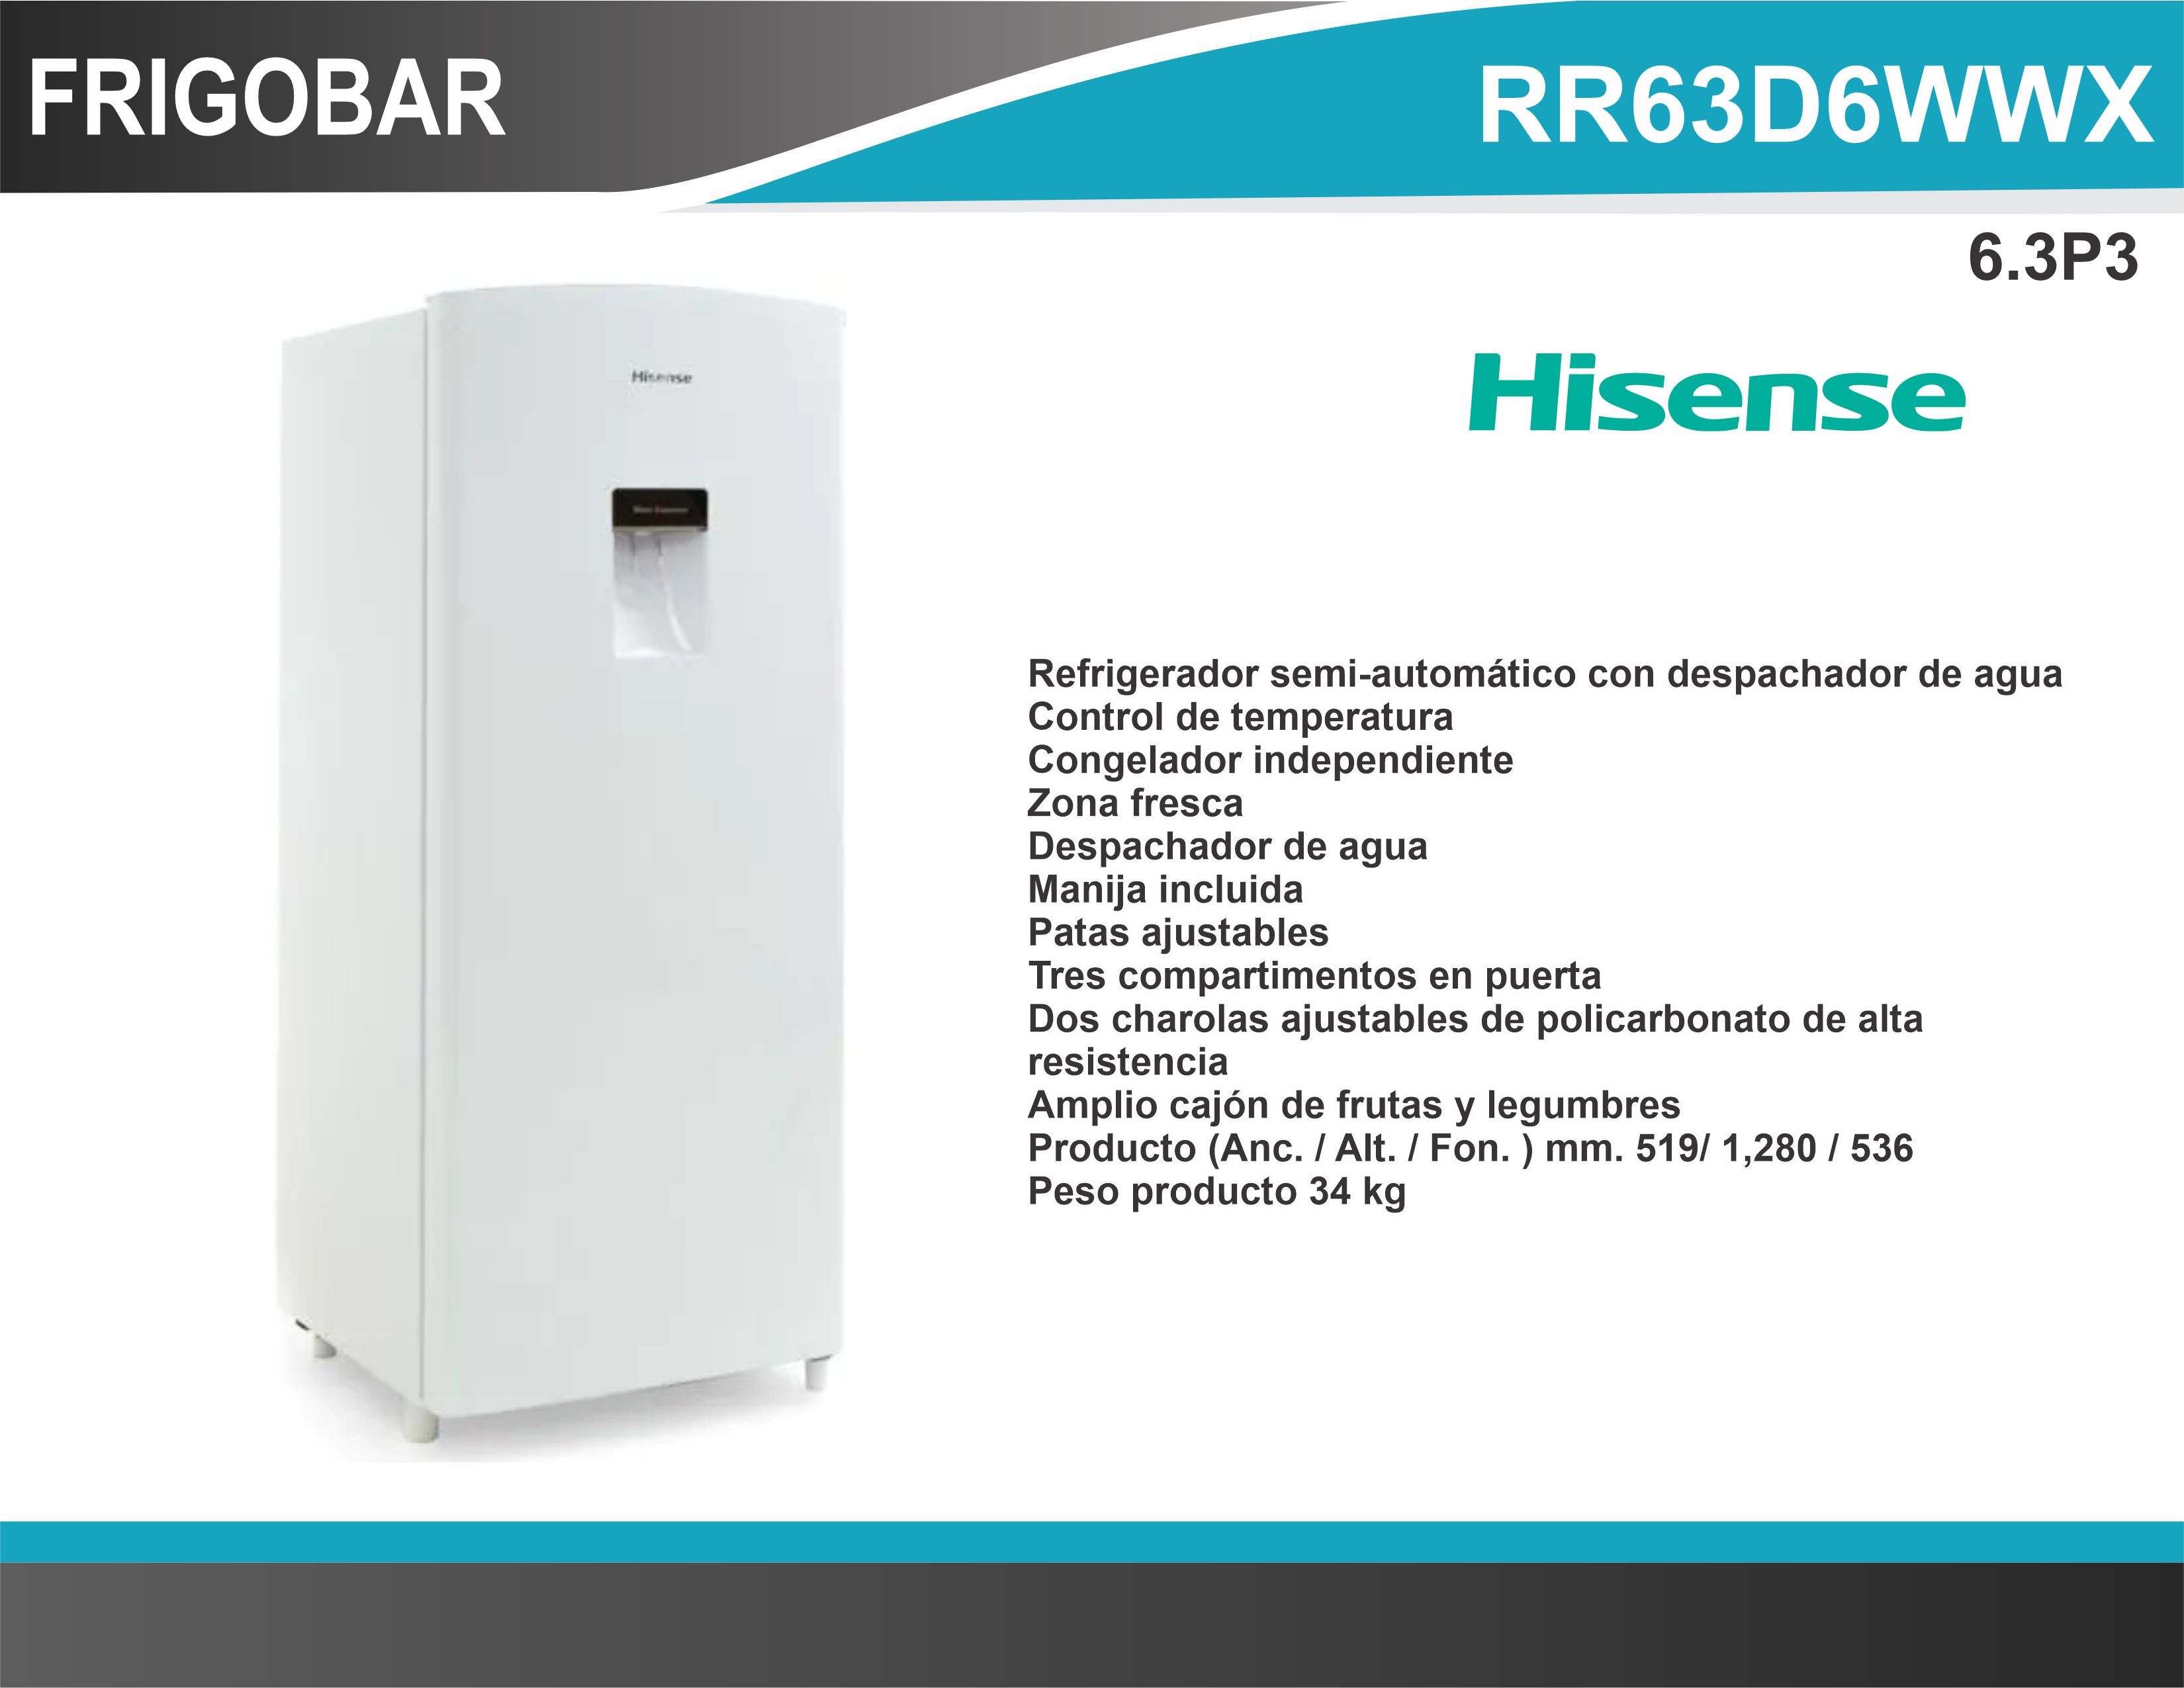 FRIGOBAR
RR63D6WWX
6.3P3
Hisense
Hisense
Refrigerador semi-automático con despachador de agua
Control de temperatura
Congelador independiente
Zona fresca
Despachador de agua
Manija incluida
Patas ajustables
Tres compartimentos en puerta
Dos charolas ajustables de policarbonato de alta
resistencia
Amplio cajón de frutas y legumbres
Producto (Anc. / Alt. / Fon. ) mm. 519/ 1,280 / 536
Peso producto 34 kg